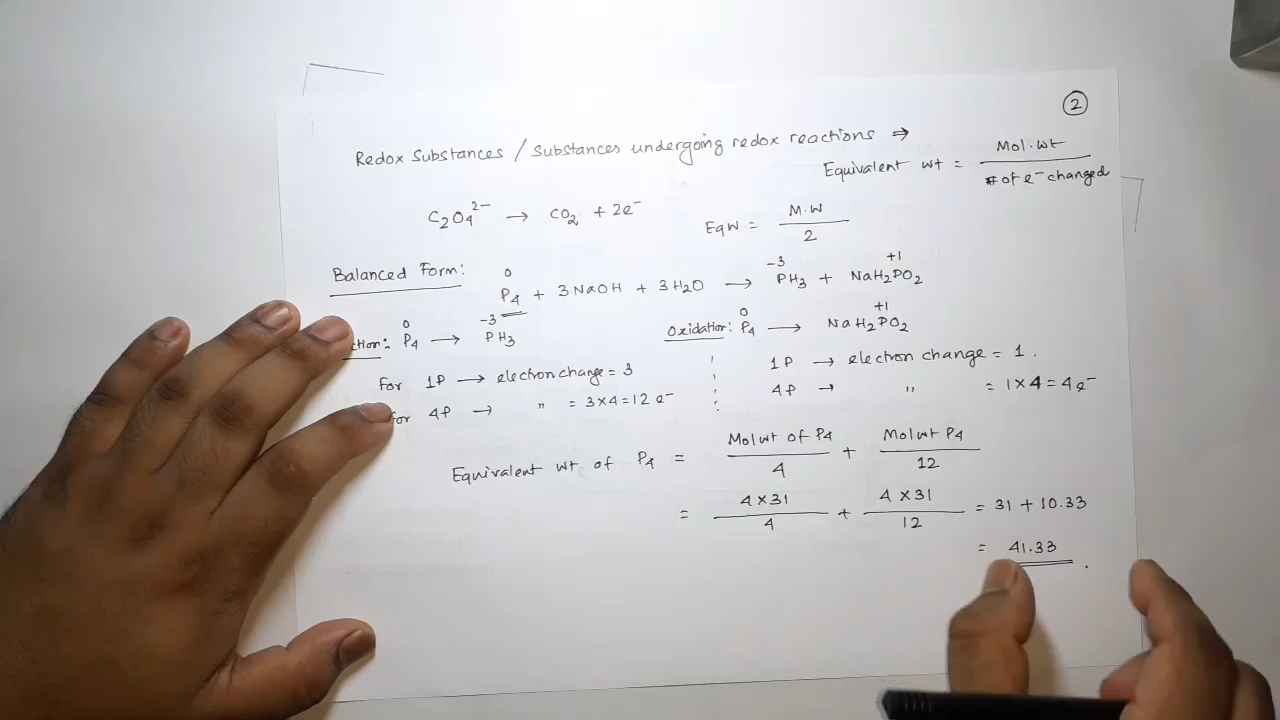 ②
Redox Substances / Substances undergoing redox reactions ⇒
Equivalent wt = Mol.wt / # of e⁻ changed
C₂O₄²⁻ → CO₂ + 2e⁻
EqW = M.W / 2
Balanced Form:
0 -3 +1
P₄ + 3NaOH + 3H₂O → PH₃ + NaH₂PO₂
0 -3 0 +1
ction: P₄ → PH₃ Oxidation: P₄ → NaH₂PO₂
For 1P → electron change = 3
1P → electron change = 1.
For 4P → " = 3×4=12 e⁻
4P → " = 1×4=4e⁻
Equivalent wt of P₄ = Mol wt of P₄ / 4 + Mol wt P₄ / 12
= 4×31 / 4 + 4×31 / 12 = 31 + 10.33
= 41.33.